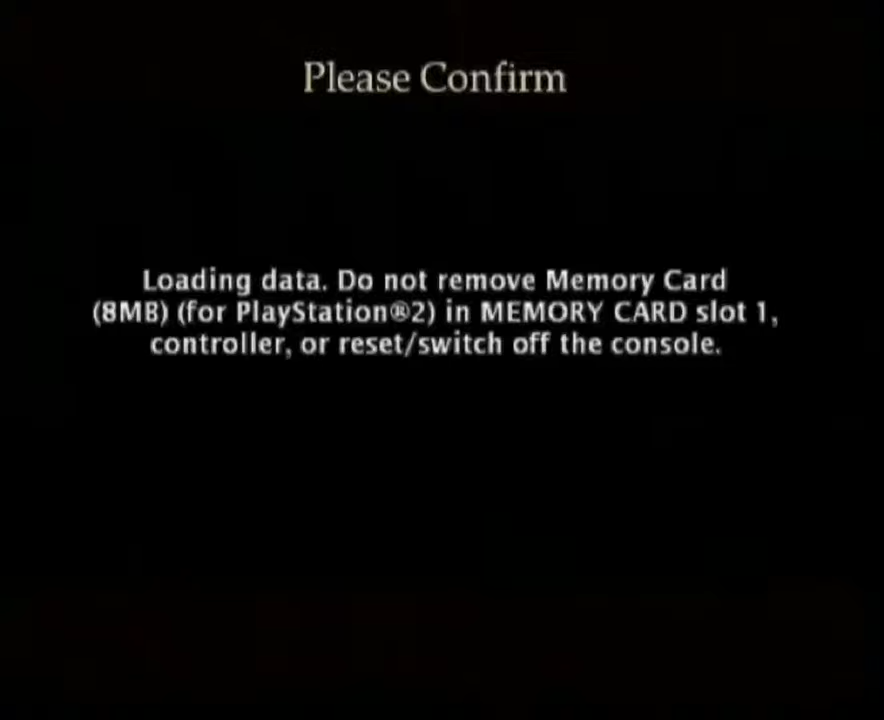 Please Confirm
Loading data. Do not remove Memory Card
(8MB) (for PlayStation®2) in MEMORY CARD slot 1,
controller, or reset/switch off the console.